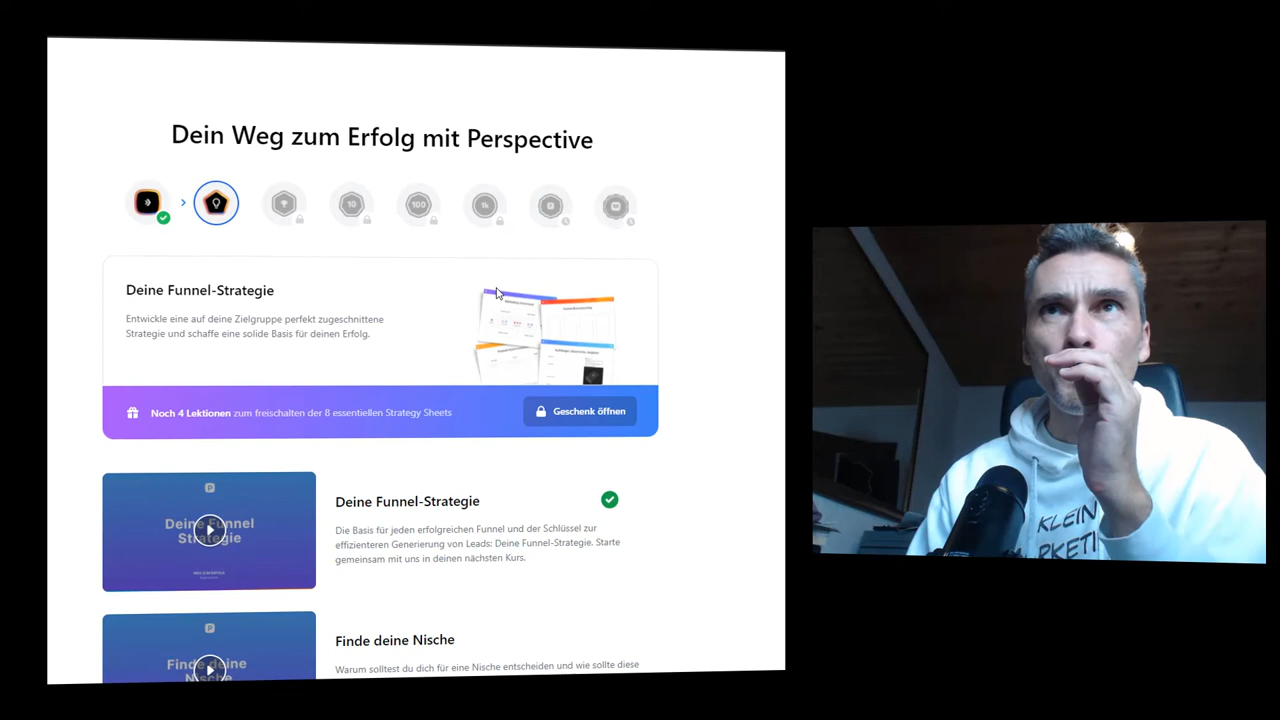 Dein Weg zum Erfolg mit Perspective
10
100
1k
Deine Funnel-Strategie
Entwickle eine auf deine Zielgruppe perfekt zugeschnittene
Strategie und schaffe eine solide Basis für deinen Erfolg.
Noch 4 Lektionen zum freischalten der 8 essentiellen Strategy Sheets
Geschenk öffnen
Deine Funnel
Strategie
Deine Funnel-Strategie
Die Basis für jeden erfolgreichen Funnel und der Schlüssel zur
effizienteren Generierung von Leads: Deine Funnel-Strategie. Starte
gemeinsam mit uns in deinen nächsten Kurs.
Finde deine
Nische
Finde deine Nische
Warum solltest du dich für eine Nische entscheiden und wie sollte diese
KLEIN